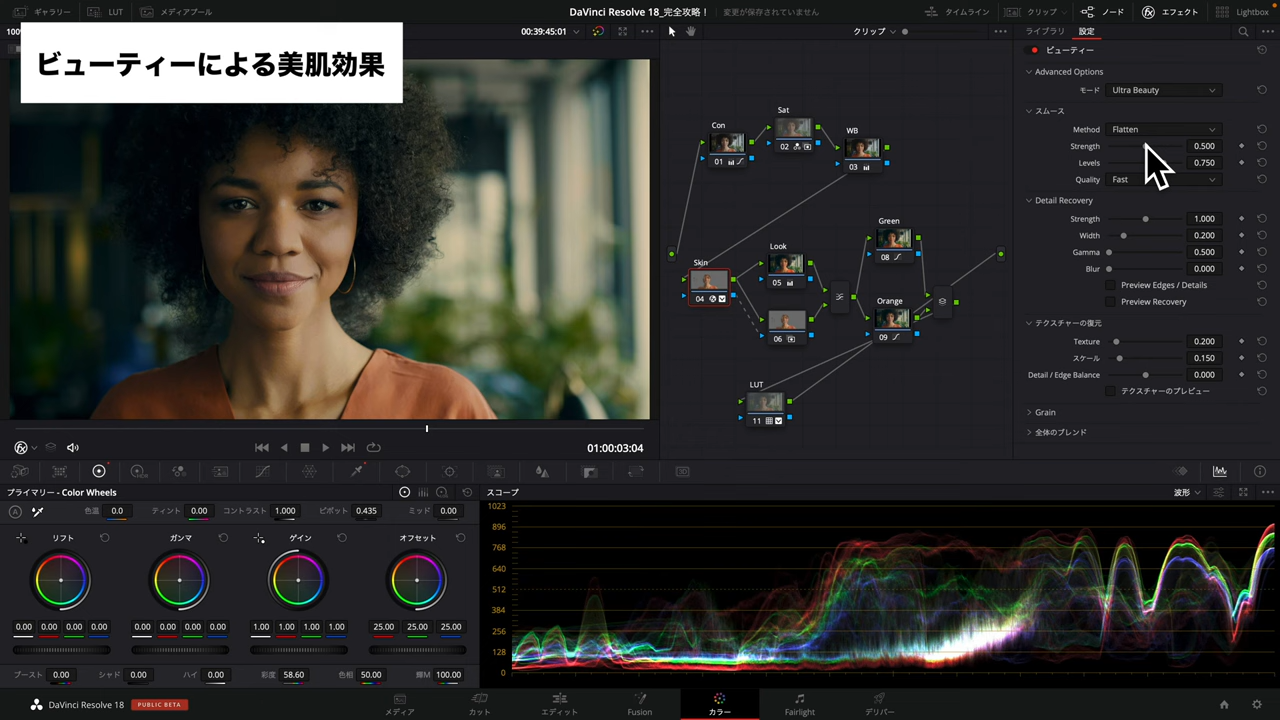 ギャラリー
LUT
メディアプール
DaVinci Resolve 18_完全攻略！
変更が保存されていません
タイムライン
クリップ
ノード
エフェクト
Lightbox
00:39:45:01
クリップ
ライブラリ
設定
ビューティーによる美肌効果
ビューティー
Advanced Options
モード
Ultra Beauty
スムース
Method
Flatten
Strength
0.500
Levels
0.750
Quality
Fast
Detail Recovery
Strength
1.000
Width
0.200
Gamma
0.500
Blur
0.000
Preview Edges / Details
Preview Recovery
テクスチャーの復元
Texture
0.200
スケール
0.150
Detail / Edge Balance
0.000
テクスチャーのプレビュー
Grain
全体のブレンド
Con
01
Sat
02
WB
03
Skin
04
Look
05
06
Green
08
Orange
09
LUT
11
01:00:03:04
プライマリー - Color Wheels
色温
0.0
ティント
0.00
コントラスト
1.000
ピボット
0.435
ミッド
0.00
リフト
ガンマ
ゲイン
オフセット
0.00 0.00 0.00 0.00
0.00 0.00 0.00 0.00
1.00 1.00 1.00 1.00
25.00 25.00 25.00
ブースト
0.00
シャド
0.00
ハイ
0.00
彩度
58.60
色相
50.00
輝M
100.00
スコープ
波形
1023
896
768
640
512
384
256
128
0
DaVinci Resolve 18
PUBLIC BETA
メディア
カット
エディット
Fusion
カラー
Fairlight
デリバー